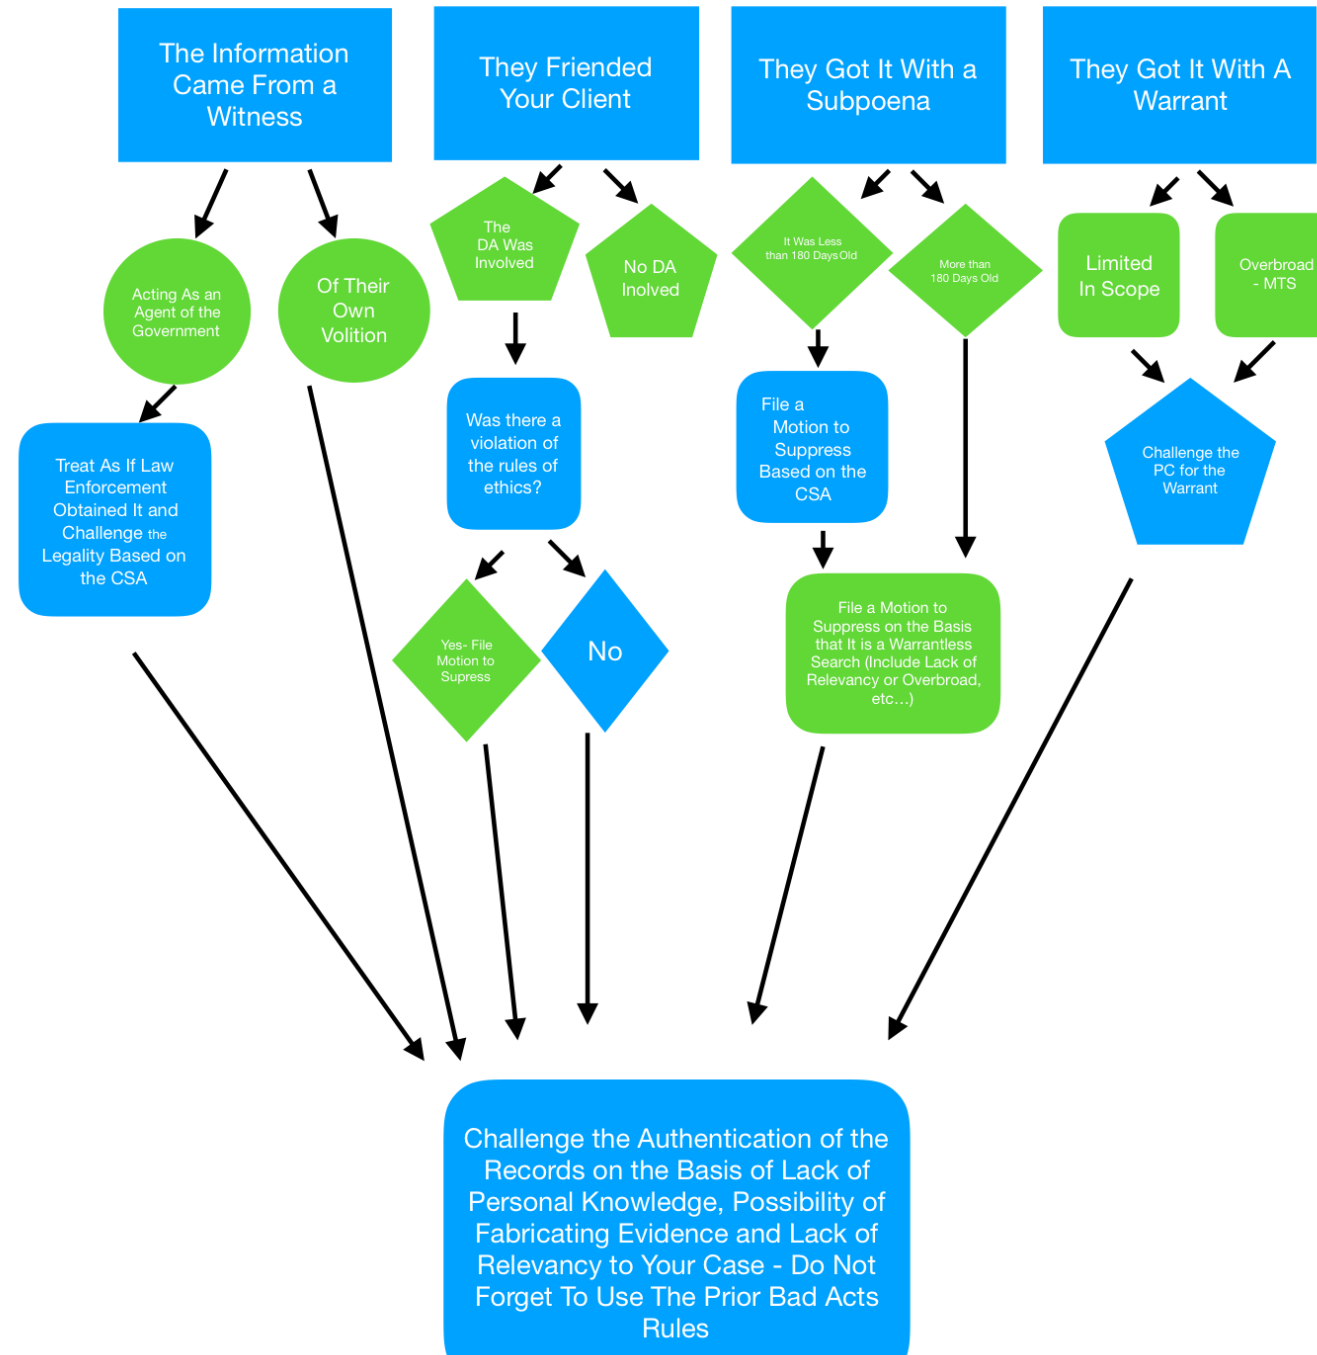 The Information
Came From a
Witness
They Friended
Your Client
They Got It With a
Subpoena
They Got It With A
Warrant
Acting As an
Agent of the
Government
Of Their
Own
Volition
The
DA Was
Involved
No DA
Inolved
It Was Less
than 180 Days Old
More than
180 Days Old
Limited
In Scope
Overbroad
- MTS
Treat As If Law
Enforcement
Obtained It and
Challenge the
Legality Based on
the CSA
Was there a
violation of
the rules of
ethics?
File a
Motion to
Suppress
Based on the
CSA
Challenge the
PC for the
Warrant
Yes- File
Motion to
Supress
No
File a Motion to
Suppress on the Basis
that It is a Warrantless
Search (Include Lack of
Relevancy or Overbroad,
etc...)
Challenge the Authentication of the
Records on the Basis of Lack of
Personal Knowledge, Possibility of
Fabricating Evidence and Lack of
Relevancy to Your Case - Do Not
Forget To Use The Prior Bad Acts
Rules